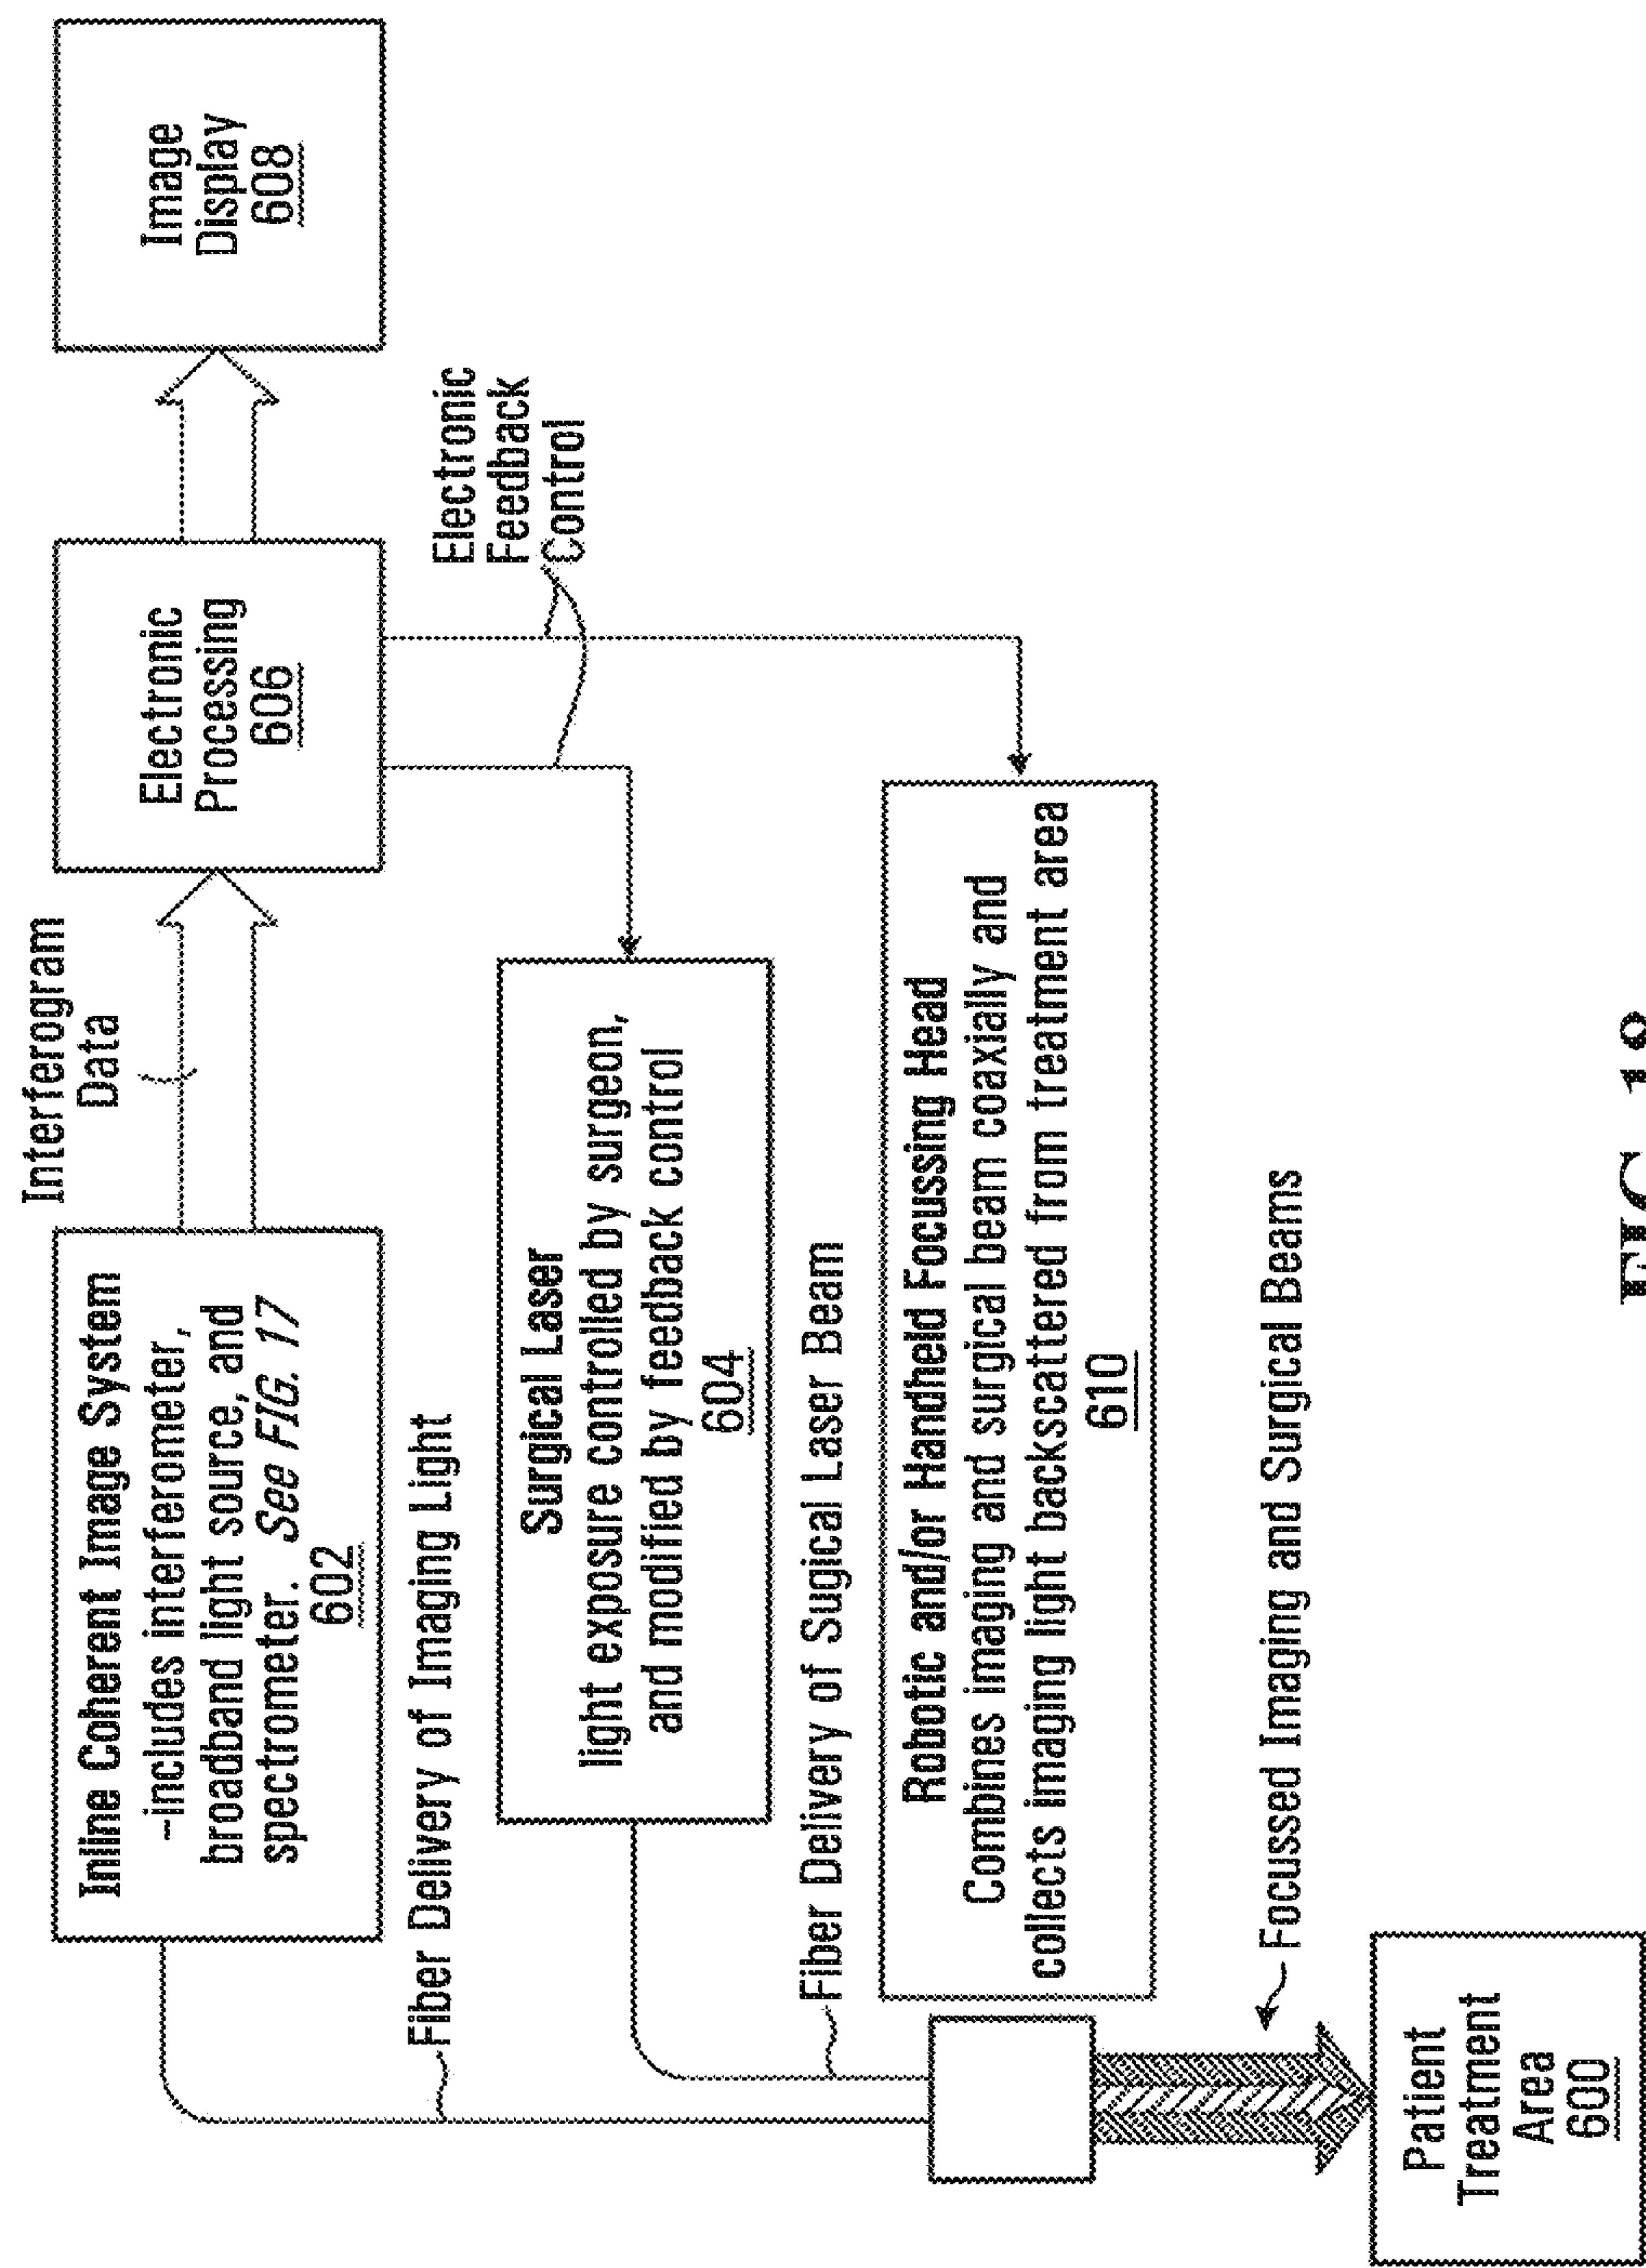 Inline Coherent Image System
-includes interferometer,
broadband light source, and
spectrometer. See FIG. 17
602
Interferogram
Data
Electronic
Processing
606
Image
Display
608
Electronic
Feedback
Control
Fiber Delivery of Imaging Light
Surgical Laser
light exposure controlled by surgeon,
and modified by feedback control
604
Fiber Delivery of Sugical Laser Beam
Robotic and/or Handheld Focussing Head
Combines imaging and surgical beam coaxially and
collects imaging light backscattered from treatment area
610
Focussed Imaging and Surgical Beams
Patient
Treatment
Area
600
FIG. 18